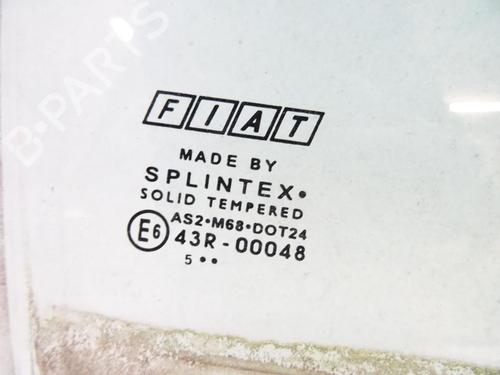 B-PARTS
FIAT
MADE BY
SPLINTEX•
SOLID TEMPERED
AS2•M68•DOT24
E6 43R-00048
5 ••